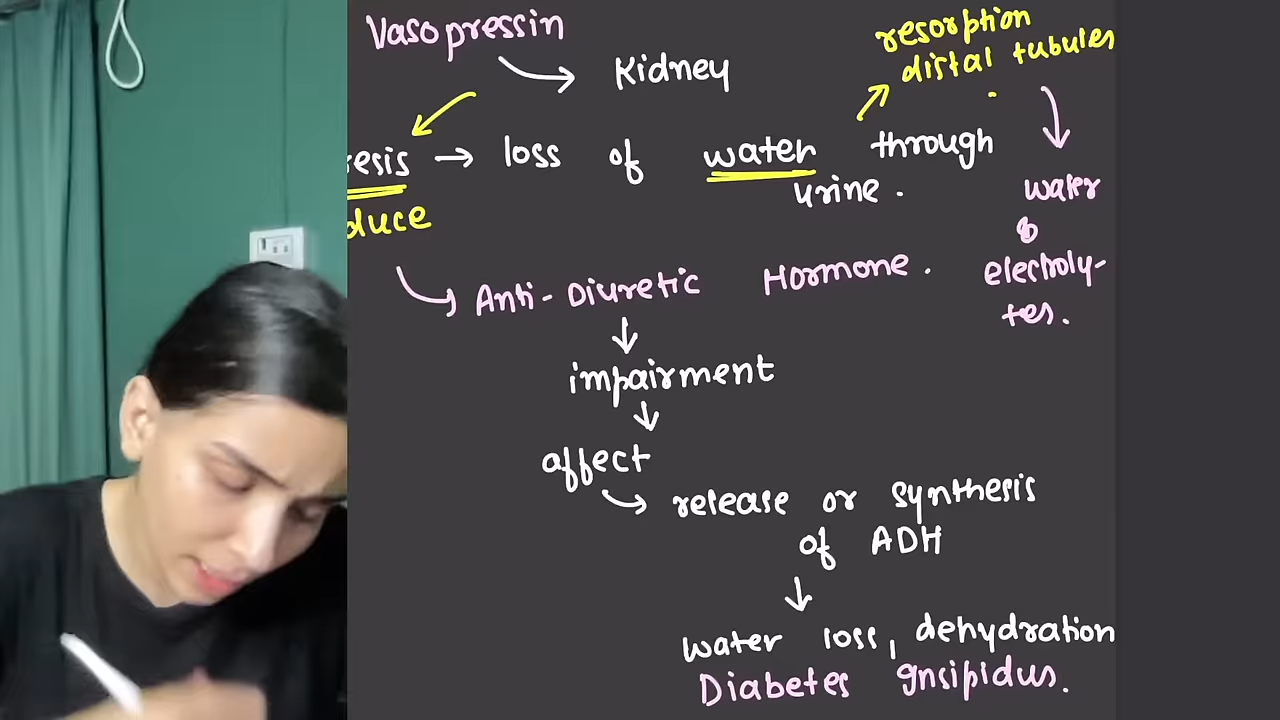 Vasopressin
Kidney
resorption
distal tubules
resis → loss of water through
urine.
duce
water
&
electroly-
tes.
Anti-Diuretic Hormone.
impairment
affect
release or synthesis
of ADH
water loss, dehydration
Diabetes Insipidus.